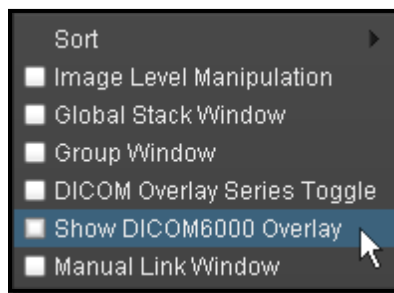 Sort
Image Level Manipulation
Global Stack Window
Group Window
DICOM Overlay Series Toggle
Show DICOM6000 Overlay
Manual Link Window